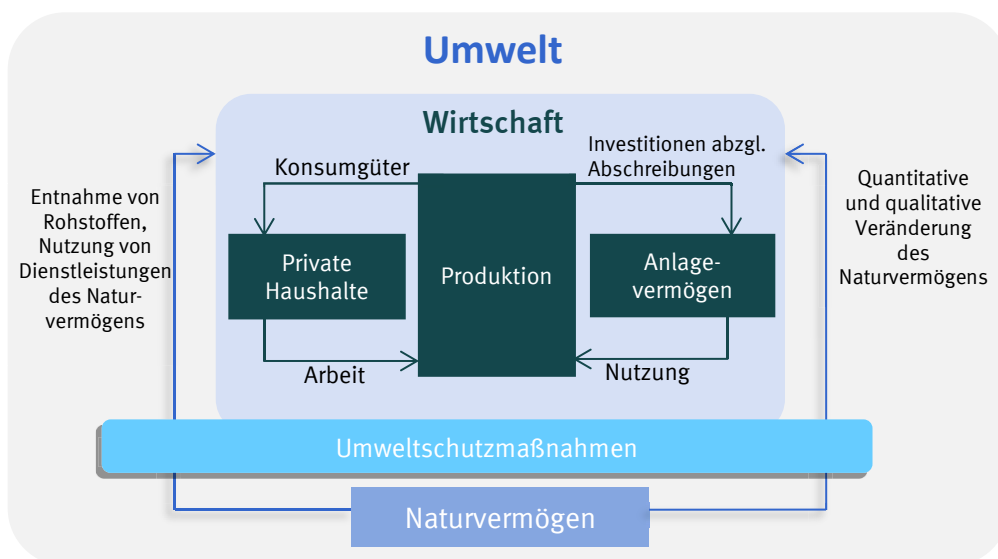 Umwelt
Wirtschaft
Konsumgüter
Investitionen abzgl.
Abschreibungen
Entnahme von
Rohstoffen,
Nutzung von
Dienstleistungen
des Natur-
vermögens
Private
Haushalte
Produktion
Anlage-
vermögen
Quantitative
und qualitative
Veränderung
des
Naturvermögens
Arbeit
Nutzung
Umweltschutzmaßnahmen
Naturvermögen